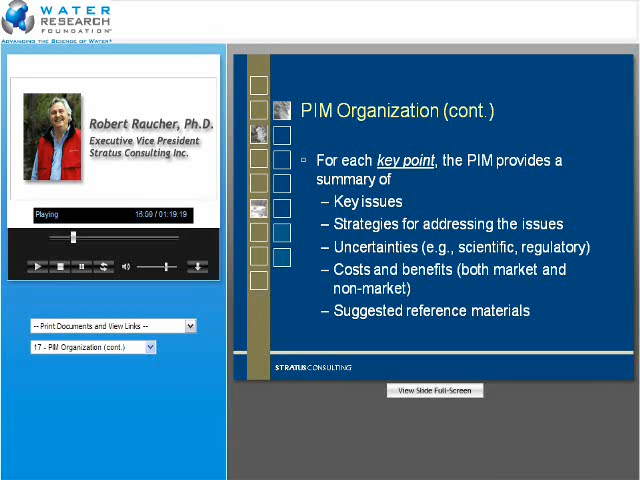 WATER
RESEARCH
FOUNDATION
ADVANCING THE SCIENCE OF WATER
Robert Raucher, Ph.D.
Executive Vice President
Stratus Consulting Inc.
Playing
/ 01:19:19
-- Print Documents and View Links --
17 - PIM Organization (cont.)
PIM Organization (cont.)
For each key point, the PIM provides a
summary of
– Key issues
– Strategies for addressing the issues
– Uncertainties (e.g., scientific, regulatory)
– Costs and benefits (both market and
non-market)
– Suggested reference materials
STRATUS CONSULTING
View Slide Full-Screen